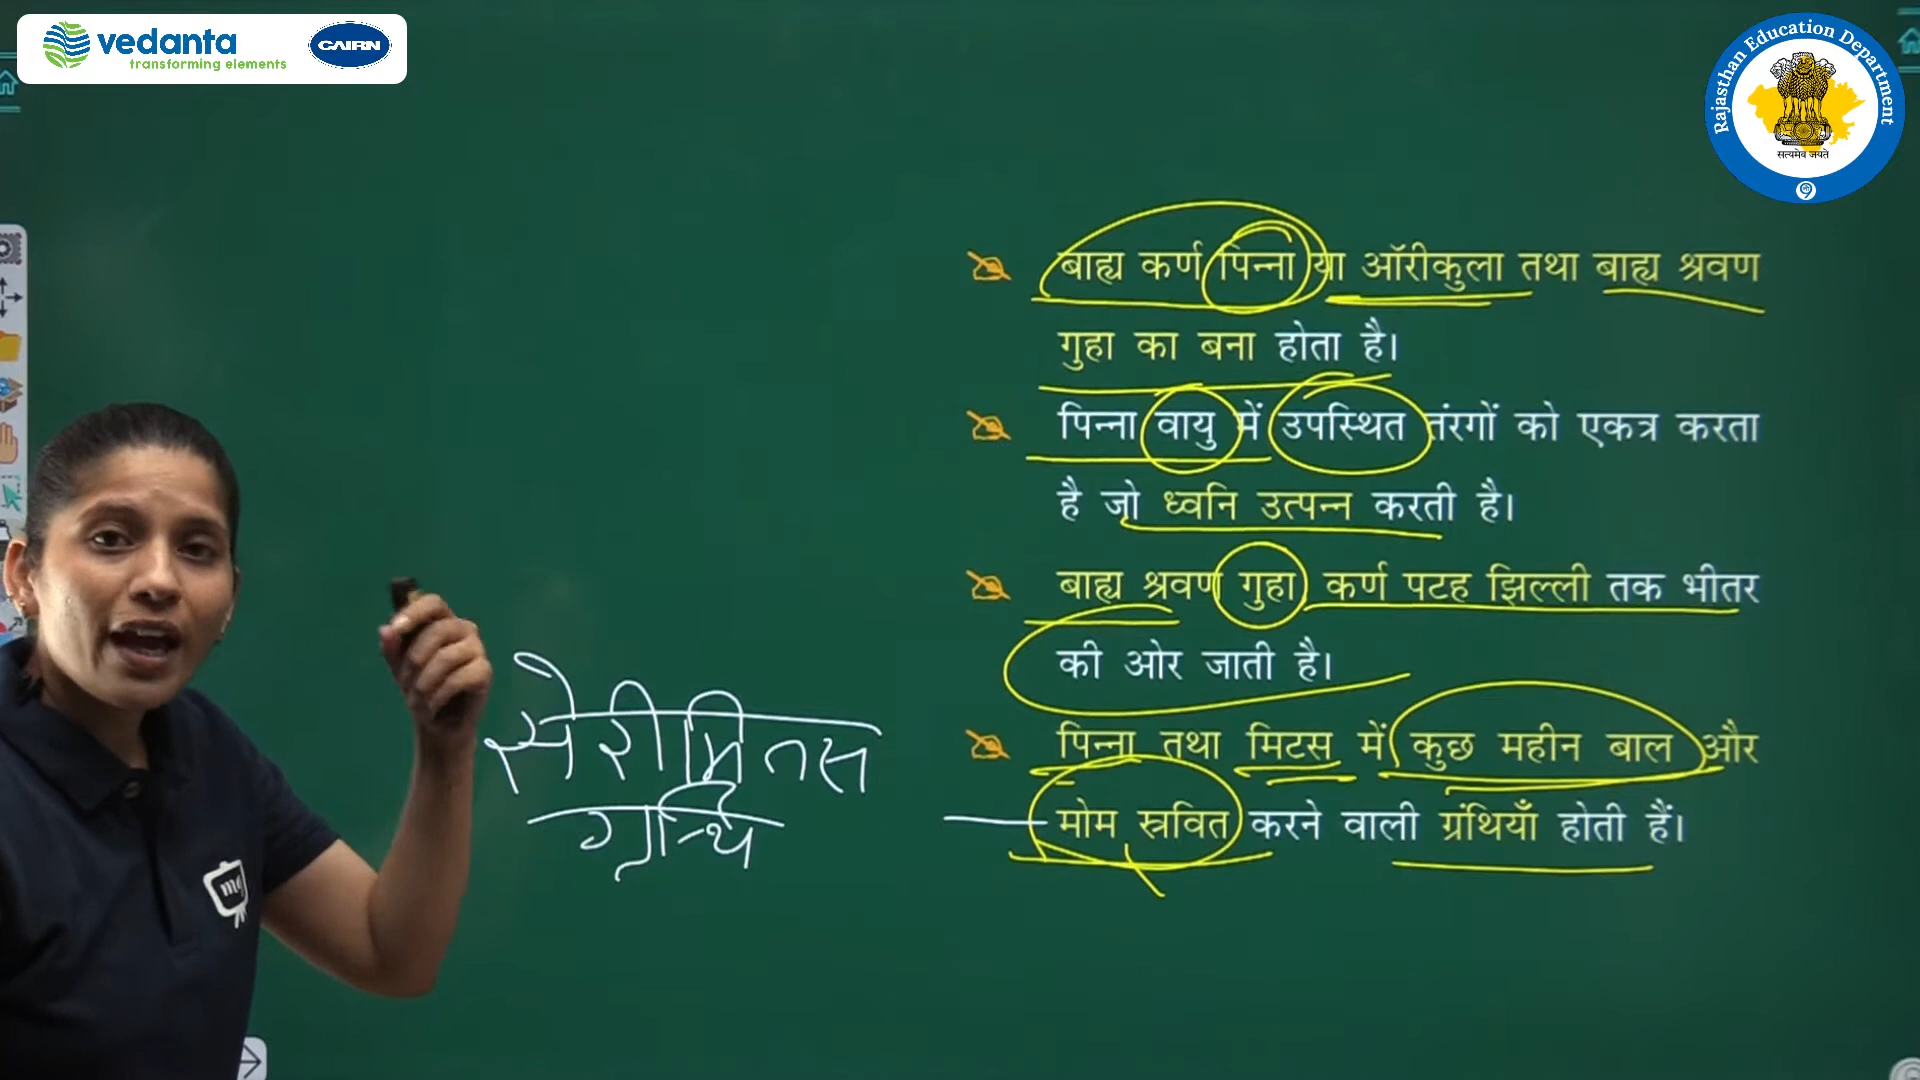 vedanta
transforming elements
CAIRN
Rajasthan Education Department
सत्यमेव जयते
बाह्य कर्ण पिन्ना या ऑरीकुला तथा बाह्य श्रवण
गुहा का बना होता है।
पिन्ना वायु में उपस्थित तरंगों को एकत्र करता
है जो ध्वनि उत्पन्न करती है।
बाह्य श्रवण गुहा कर्ण पटह झिल्ली तक भीतर
की ओर जाती है।
पिन्ना तथा मिटस में कुछ महीन बाल और
मोम स्रवित करने वाली ग्रंथियाँ होती हैं।
सेरीमिनस
ग्रन्थि